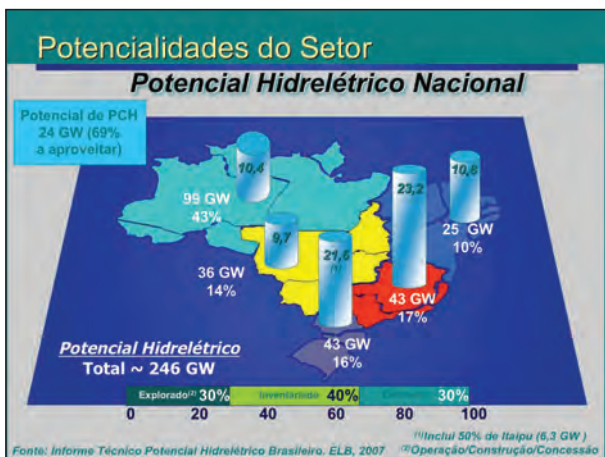 Potencialidades do Setor
Potencial Hidrelétrico Nacional
Potencial de PCH
24 GW (69%
a aproveitar)
10,4
99 GW
43%
9,7
36 GW
14%
21,6
(1)
43 GW
16%
23,2
43 GW
17%
10,8
25 GW
10%
Potencial Hidrelétrico
Total ~ 246 GW
Explorado(2) 30% Inventariado 40% 30%
0 20 40 60 80 100
(1)Inclui 50% de Itaipu (6,3 GW )
Fonte: Informe Técnico Potencial Hidrelétrico Brasileiro. ELB, 2007 (2)Operação/Construção/Concessão